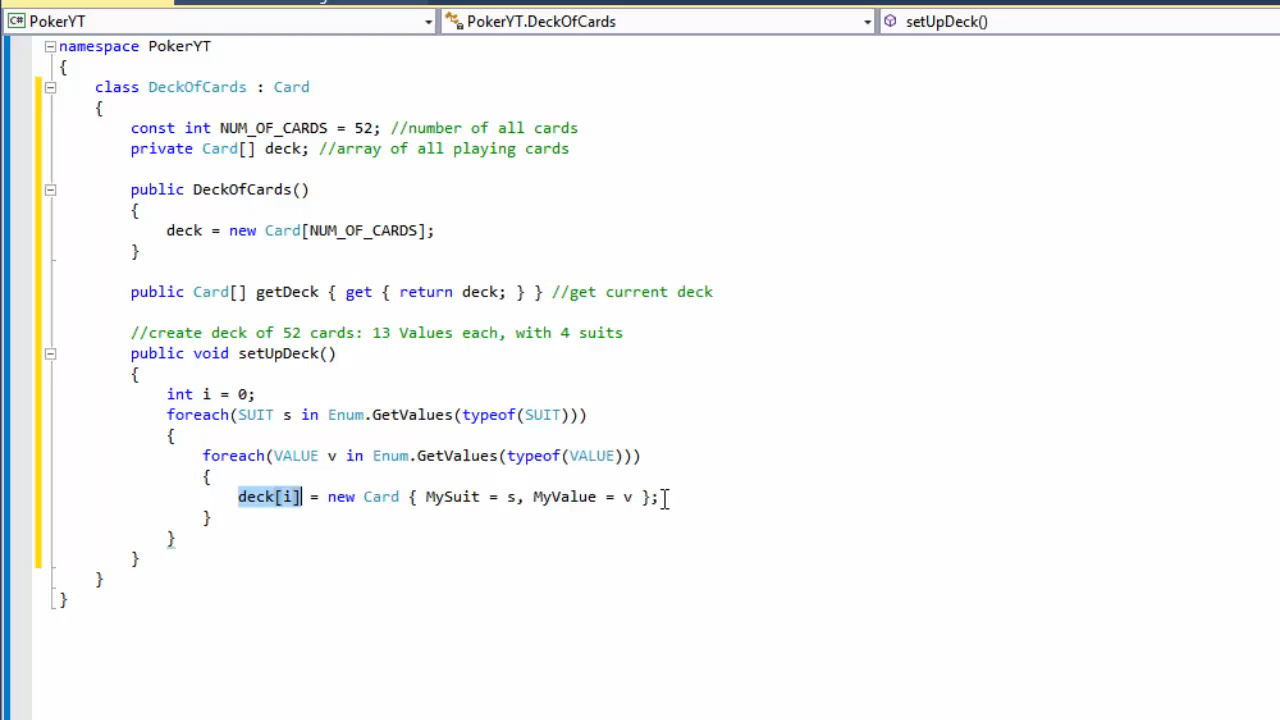 C# PokerYT PokerYT.DeckOfCards setUpDeck()
namespace PokerYT
{
class DeckOfCards : Card
{
const int NUM_OF_CARDS = 52; //number of all cards
private Card[] deck; //array of all playing cards
public DeckOfCards()
{
deck = new Card[NUM_OF_CARDS];
}
public Card[] getDeck { get { return deck; } } //get current deck
//create deck of 52 cards: 13 Values each, with 4 suits
public void setUpDeck()
{
int i = 0;
foreach(SUIT s in Enum.GetValues(typeof(SUIT)))
{
foreach(VALUE v in Enum.GetValues(typeof(VALUE)))
{
deck[i] = new Card { MySuit = s, MyValue = v };
}
}
}
}
}